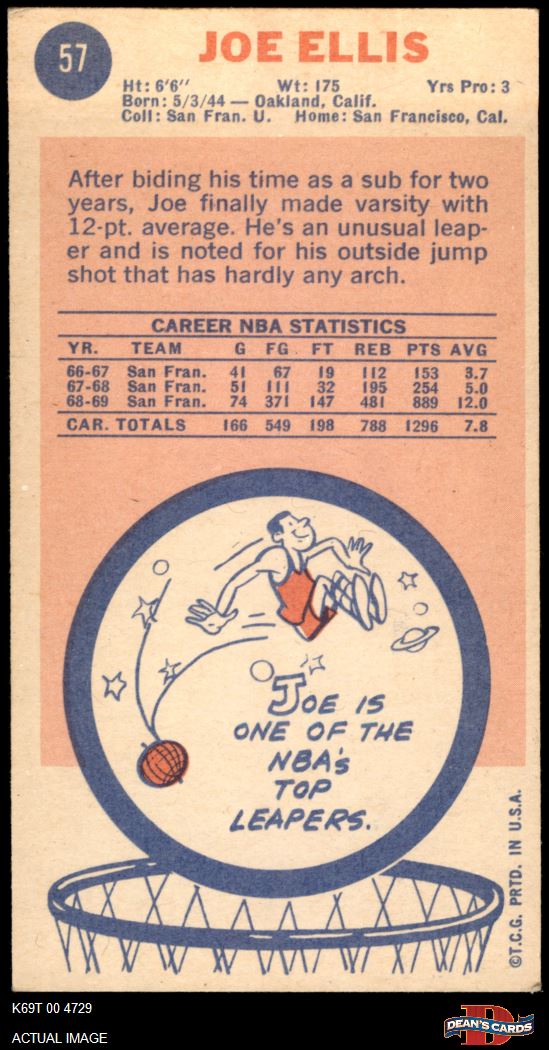 57
JOE ELLIS
Ht: 6'6" Wt: 175 Yrs Pro: 3
Born: 5/3/44 — Oakland, Calif.
Coll: San Fran. U. Home: San Francisco, Cal.
After biding his time as a sub for two
years, Joe finally made varsity with
12-pt. average. He's an unusual leap-
er and is noted for his outside jump
shot that has hardly any arch.
CAREER NBA STATISTICS
YR. TEAM G FG FT REB PTS AVG
66-67 San Fran. 41 67 19 112 153 3.7
67-68 San Fran. 51 111 32 195 254 5.0
68-69 San Fran. 74 371 147 481 889 12.0
CAR. TOTALS 166 549 198 788 1296 7.8
JOE IS
ONE OF THE
NBA's
TOP
LEAPERS.
©T.C.G. PRTD. IN U.S.A.
K69T 00 4729
ACTUAL IMAGE
D
DEAN'S CARDS